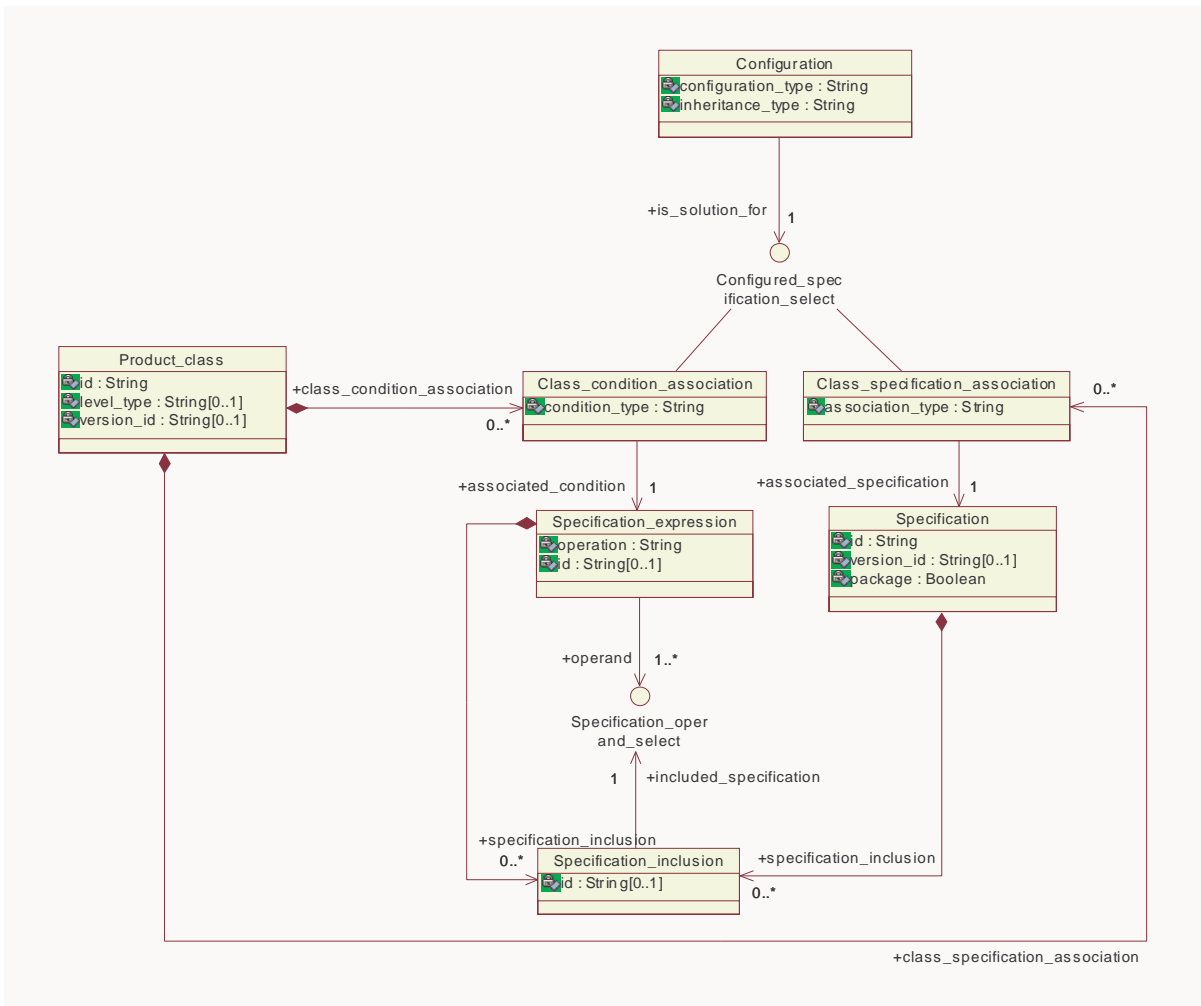 Configuration
configuration_type : String
inheritance_type : String
+is_solution_for
1
Configured_spec
ification_select
Product_class
id : String
level_type : String[0..1]
version_id : String[0..1]
+class_condition_association
0..*
Class_condition_association
condition_type : String
Class_specification_association
association_type : String
0..*
+associated_condition
1
+associated_specification
1
Specification_expression
operation : String
id : String[0..1]
Specification
id : String
version_id : String[0..1]
package : Boolean
+operand
1..*
Specification_oper
and_select
1
+included_specification
+specification_inclusion
0..*
Specification_inclusion
id : String[0..1]
+specification_inclusion
0..*
+class_specification_association